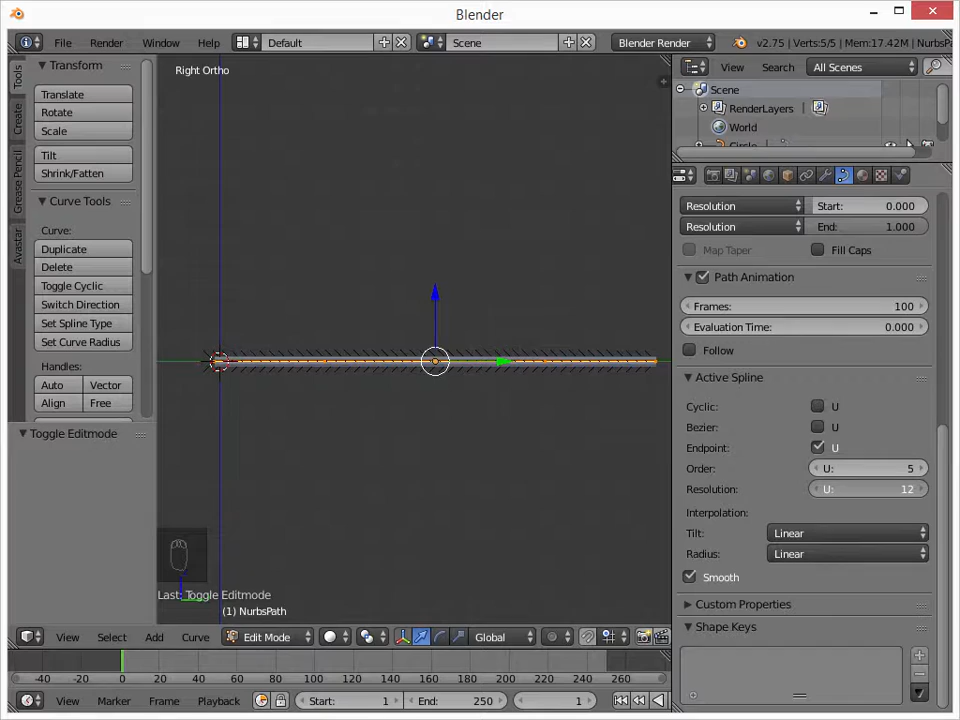 Blender
File Render Window Help Default Scene Blender Render v2.75 | Verts:5/5 | Mem:17.42M | NurbsPa
Transform
Translate
Rotate
Scale
Tilt
Shrink/Fatten
Curve Tools
Curve:
Duplicate
Delete
Toggle Cyclic
Switch Direction
Set Spline Type
Set Curve Radius
Handles:
Auto Vector
Align Free
Toggle Editmode
Tools
Create
Grease Pencil
Avastar
Right Ortho
Last: Toggle Editmode
(1) NurbsPath
View Select Add Curve Edit Mode Global
-40 -20 0 20 40 60 80 100 120 140 160 180 200 220 240 260
View Marker Frame Playback Start: 1 End: 250 1
View Search All Scenes
Scene
RenderLayers
World
Circle
Resolution Start: 0.000
Resolution End: 1.000
Map Taper Fill Caps
Path Animation
Frames: 100
Evaluation Time: 0.000
Follow
Active Spline
Cyclic: U
Bezier: U
Endpoint: U
Order: U: 5
Resolution: U: 12
Interpolation:
Tilt: Linear
Radius: Linear
Smooth
Custom Properties
Shape Keys